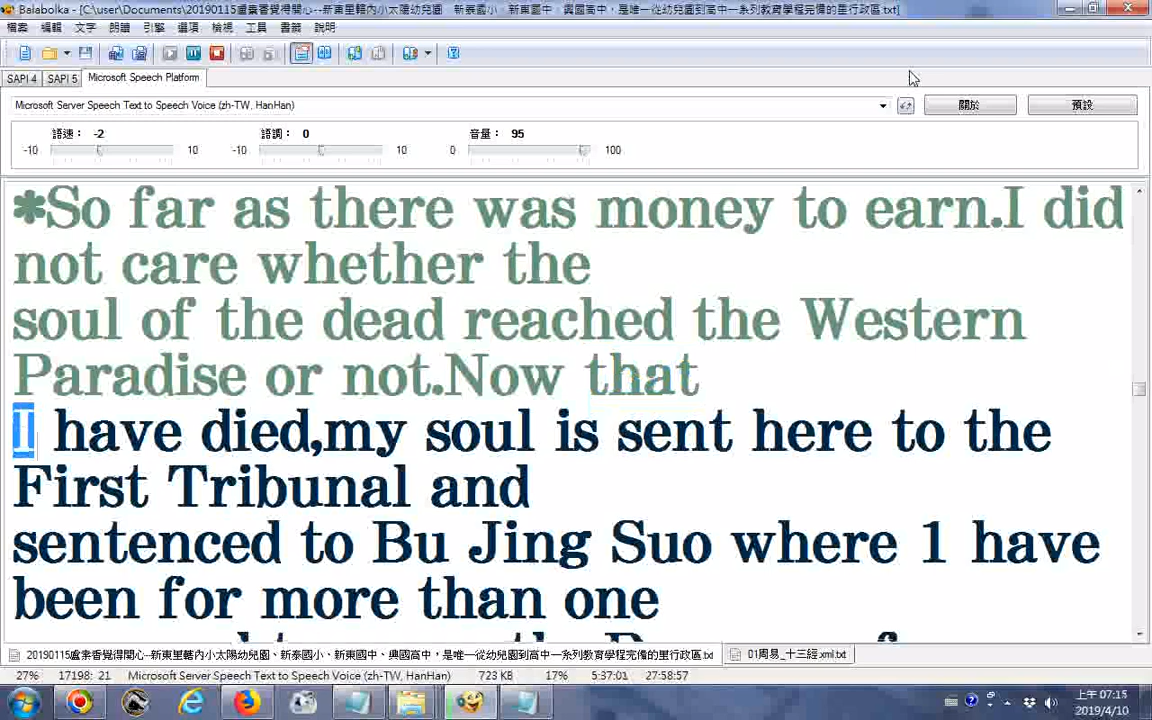 Balabolka - [C:\user\Documents\20190115盧素香覺得開心--新東里轄內小太陽幼兒園、新泰國小、新東國中、興國高中，是唯一從幼兒園到高中一系列教育學程完備的里行政區.txt]
檔案 編輯 文字 朗讀 引擎 選項 檢視 工具 書籤 說明
SAPI 4 SAPI 5 Microsoft Speech Platform
Microsoft Server Speech Text to Speech Voice (zh-TW, HanHan) 關於 預設
語速： -2 語調： 0 音量： 95
-10 10 -10 10 0 100
*So far as there was money to earn.I did
not care whether the
soul of the dead reached the Western
Paradise or not.Now that
I have died,my soul is sent here to the
First Tribunal and
sentenced to Bu Jing Suo where 1 have
been for more than one
20190115盧素香覺得開心--新東里轄內小太陽幼兒園、新泰國小、新東國中、興國高中，是唯一從幼兒園到高中一系列教育學程完備的里行政區.txt 01周易_十三經.xml.txt
27% 17198: 21 Microsoft Server Speech Text to Speech Voice (zh-TW, HanHan) 723 KB 17% 5:37:01 27:58:57
上午 07:15
2019/4/10